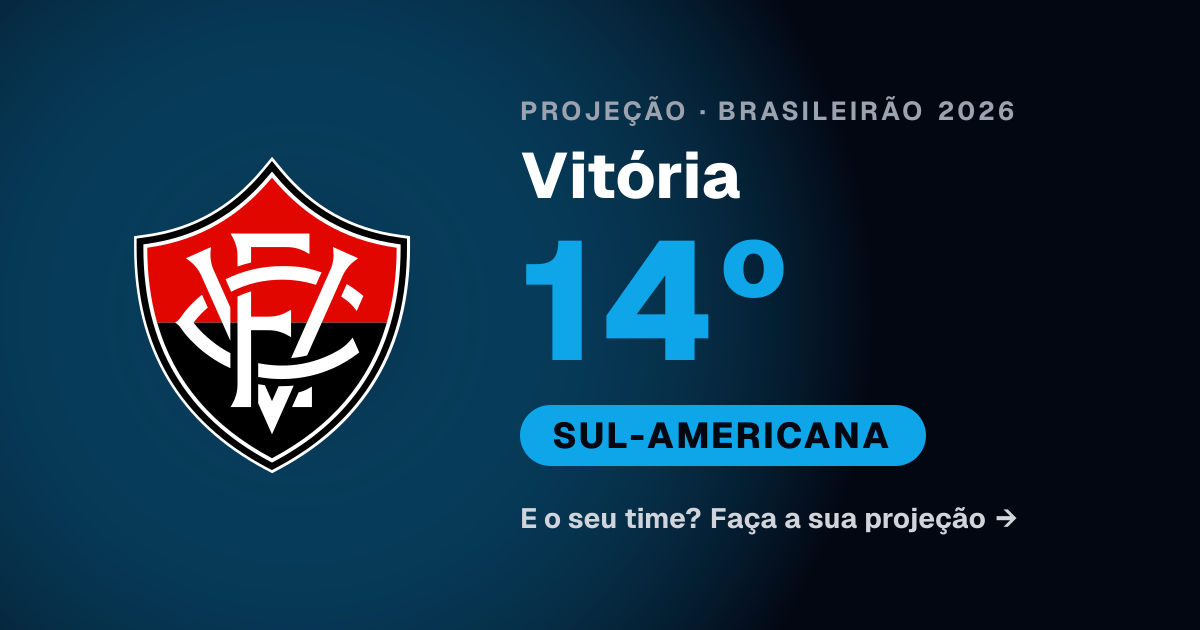 PROJEÇÃO · BRASILEIRÃO 2026
Vitória
14º
SUL-AMERICANA
E o seu time? Faça a sua projeção →